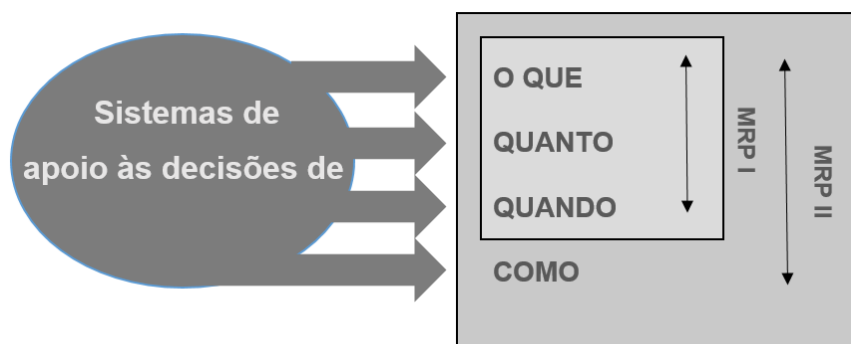 Sistemas de
apoio às decisões de
O QUE
QUANTO
QUANDO
COMO
MRP I
MRP II